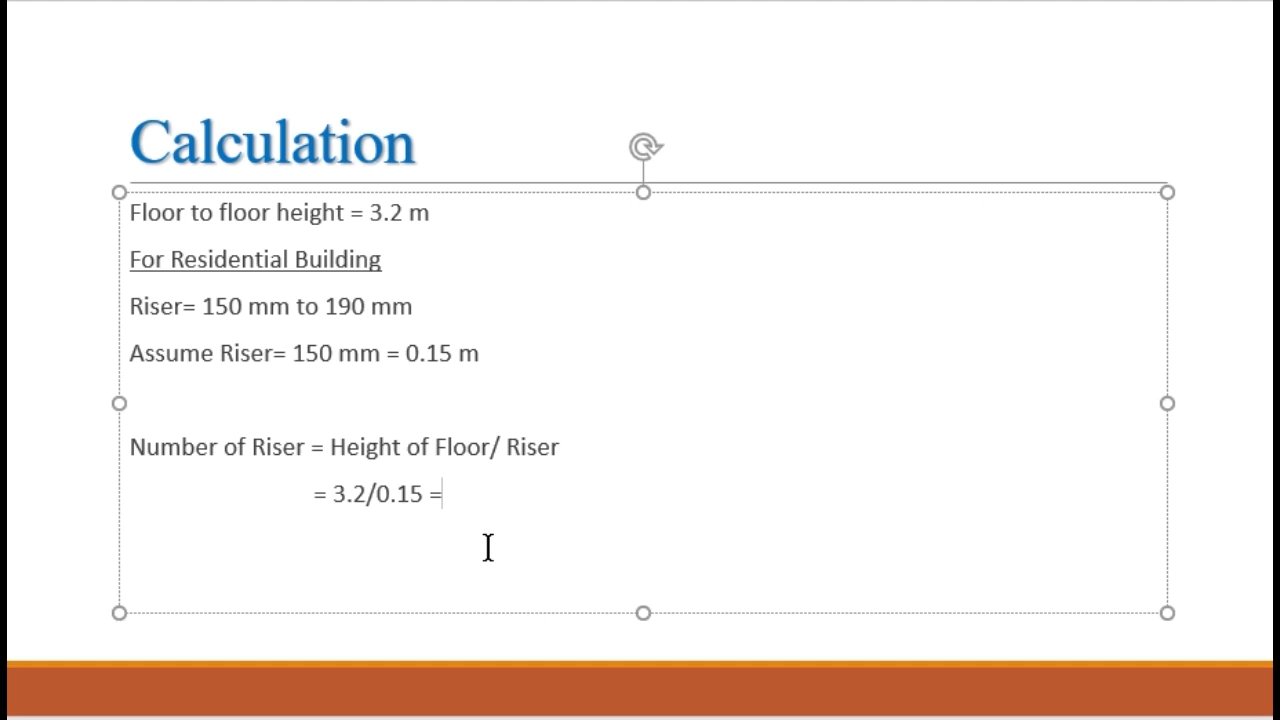 Calculation
Floor to floor height = 3.2 m
For Residential Building
Riser= 150 mm to 190 mm
Assume Riser= 150 mm = 0.15 m
Number of Riser = Height of Floor/ Riser
= 3.2/0.15 =